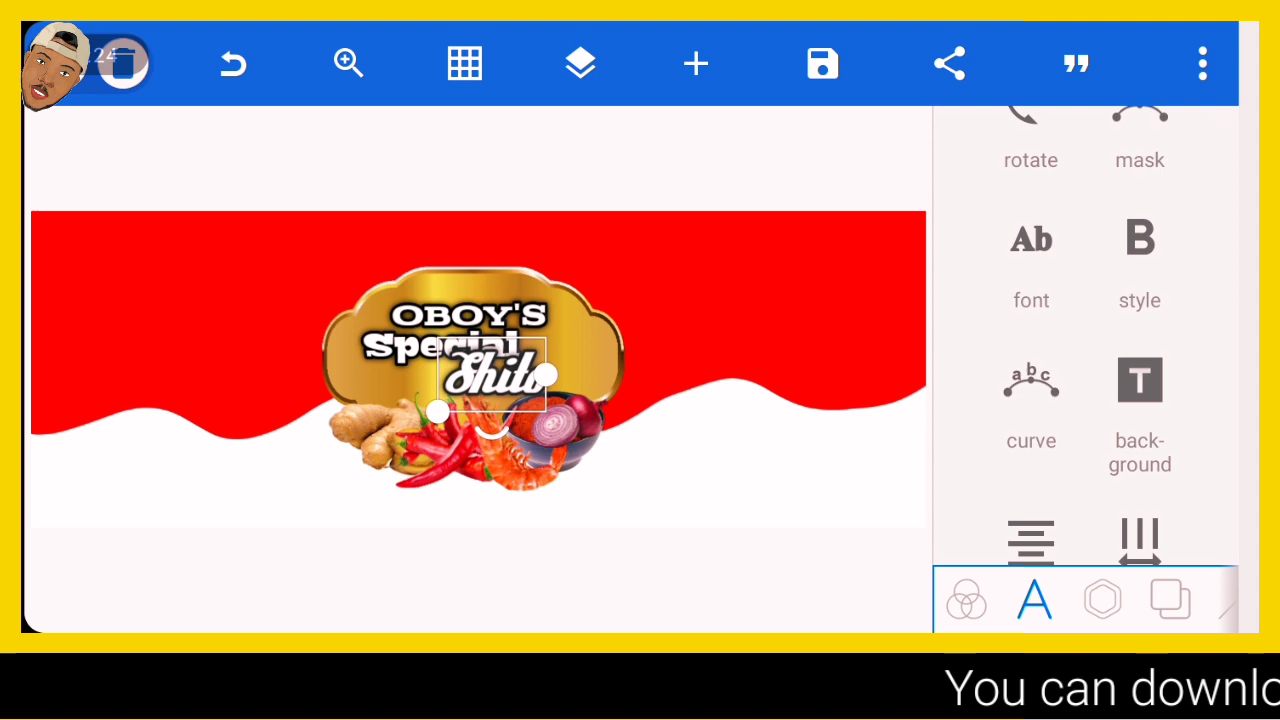 24
rotate
mask
Ab
B
font
style
abc
T
curve
back-
ground
A
OBOY'S
Special
Shito
You can downlo